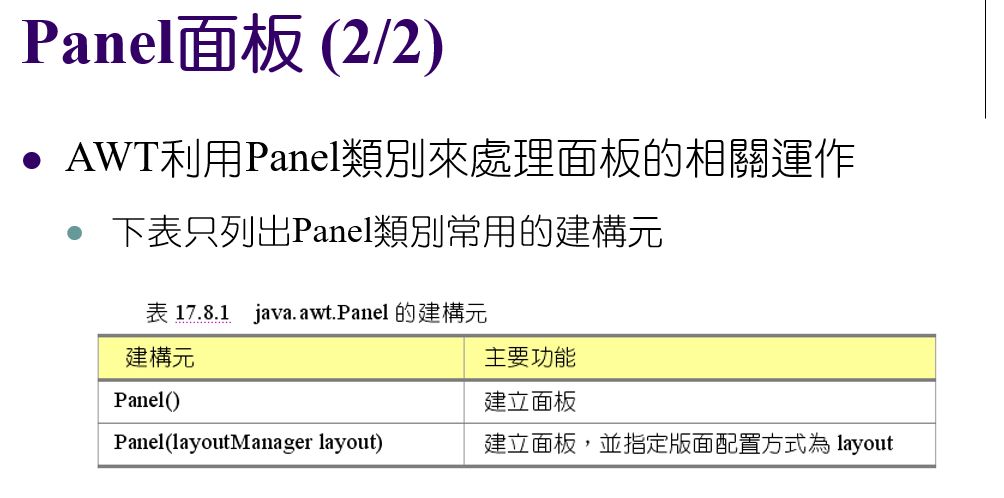 Panel面板 (2/2)
AWT利用Panel類別來處理面板的相關運作
下表只列出Panel類別常用的建構元
表 17.8.1 java.awt.Panel 的建構元
建構元 主要功能
Panel() 建立面板
Panel(layoutManager layout) 建立面板，並指定版面配置方式為 layout